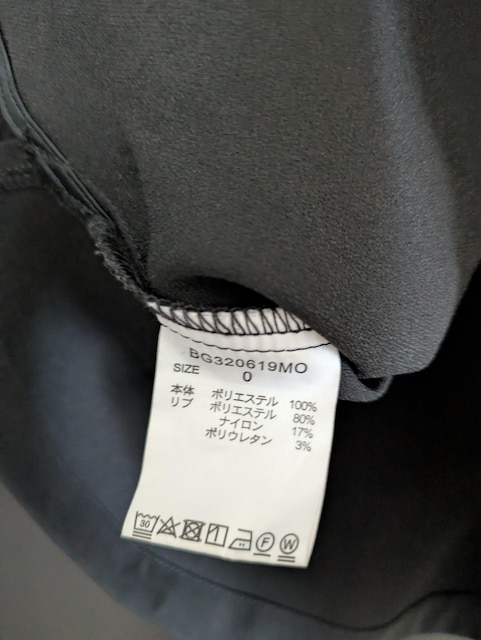 BG320619MO
SIZE 0
本体 ポリエステル 100%
リブ ポリエステル 80%
ナイロン 17%
ポリウレタン 3%
30 F W